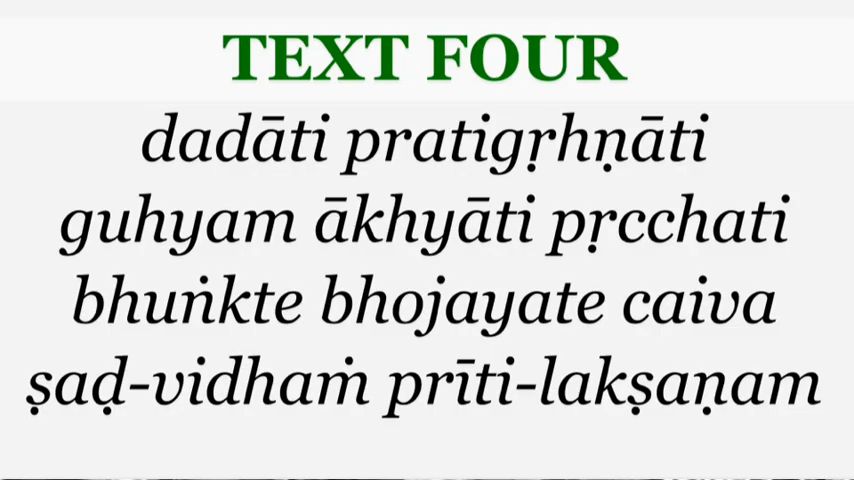 TEXT FOUR
dadāti pratigṛhṇāti
guhyam ākhyāti pṛcchati
bhuṅkte bhojayate caiva
ṣaḍ-vidhaṁ prīti-lakṣaṇam